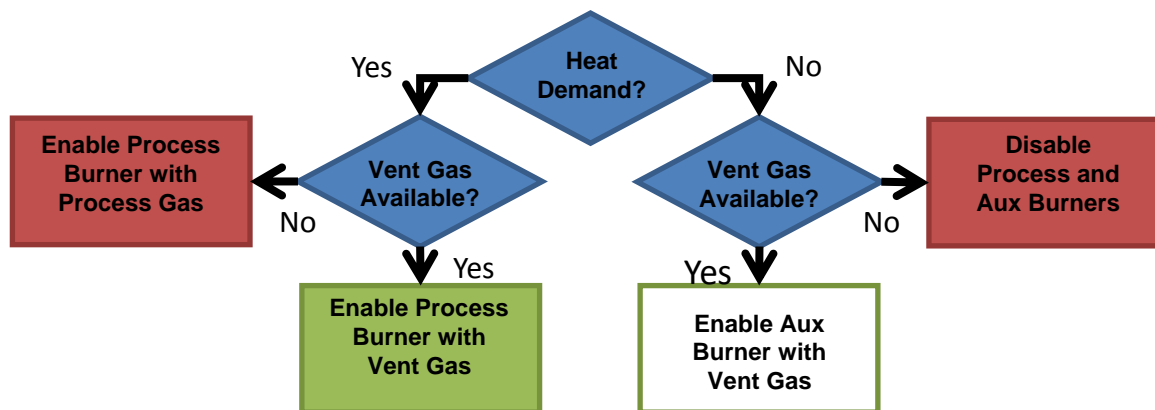 Heat
Demand?
Yes
No
Enable Process
Burner with
Process Gas
Vent Gas
Available?
Vent Gas
Available?
Disable
Process and
Aux Burners
No
No
Yes
Yes
Enable Process
Burner with
Vent Gas
Enable Aux
Burner with
Vent Gas